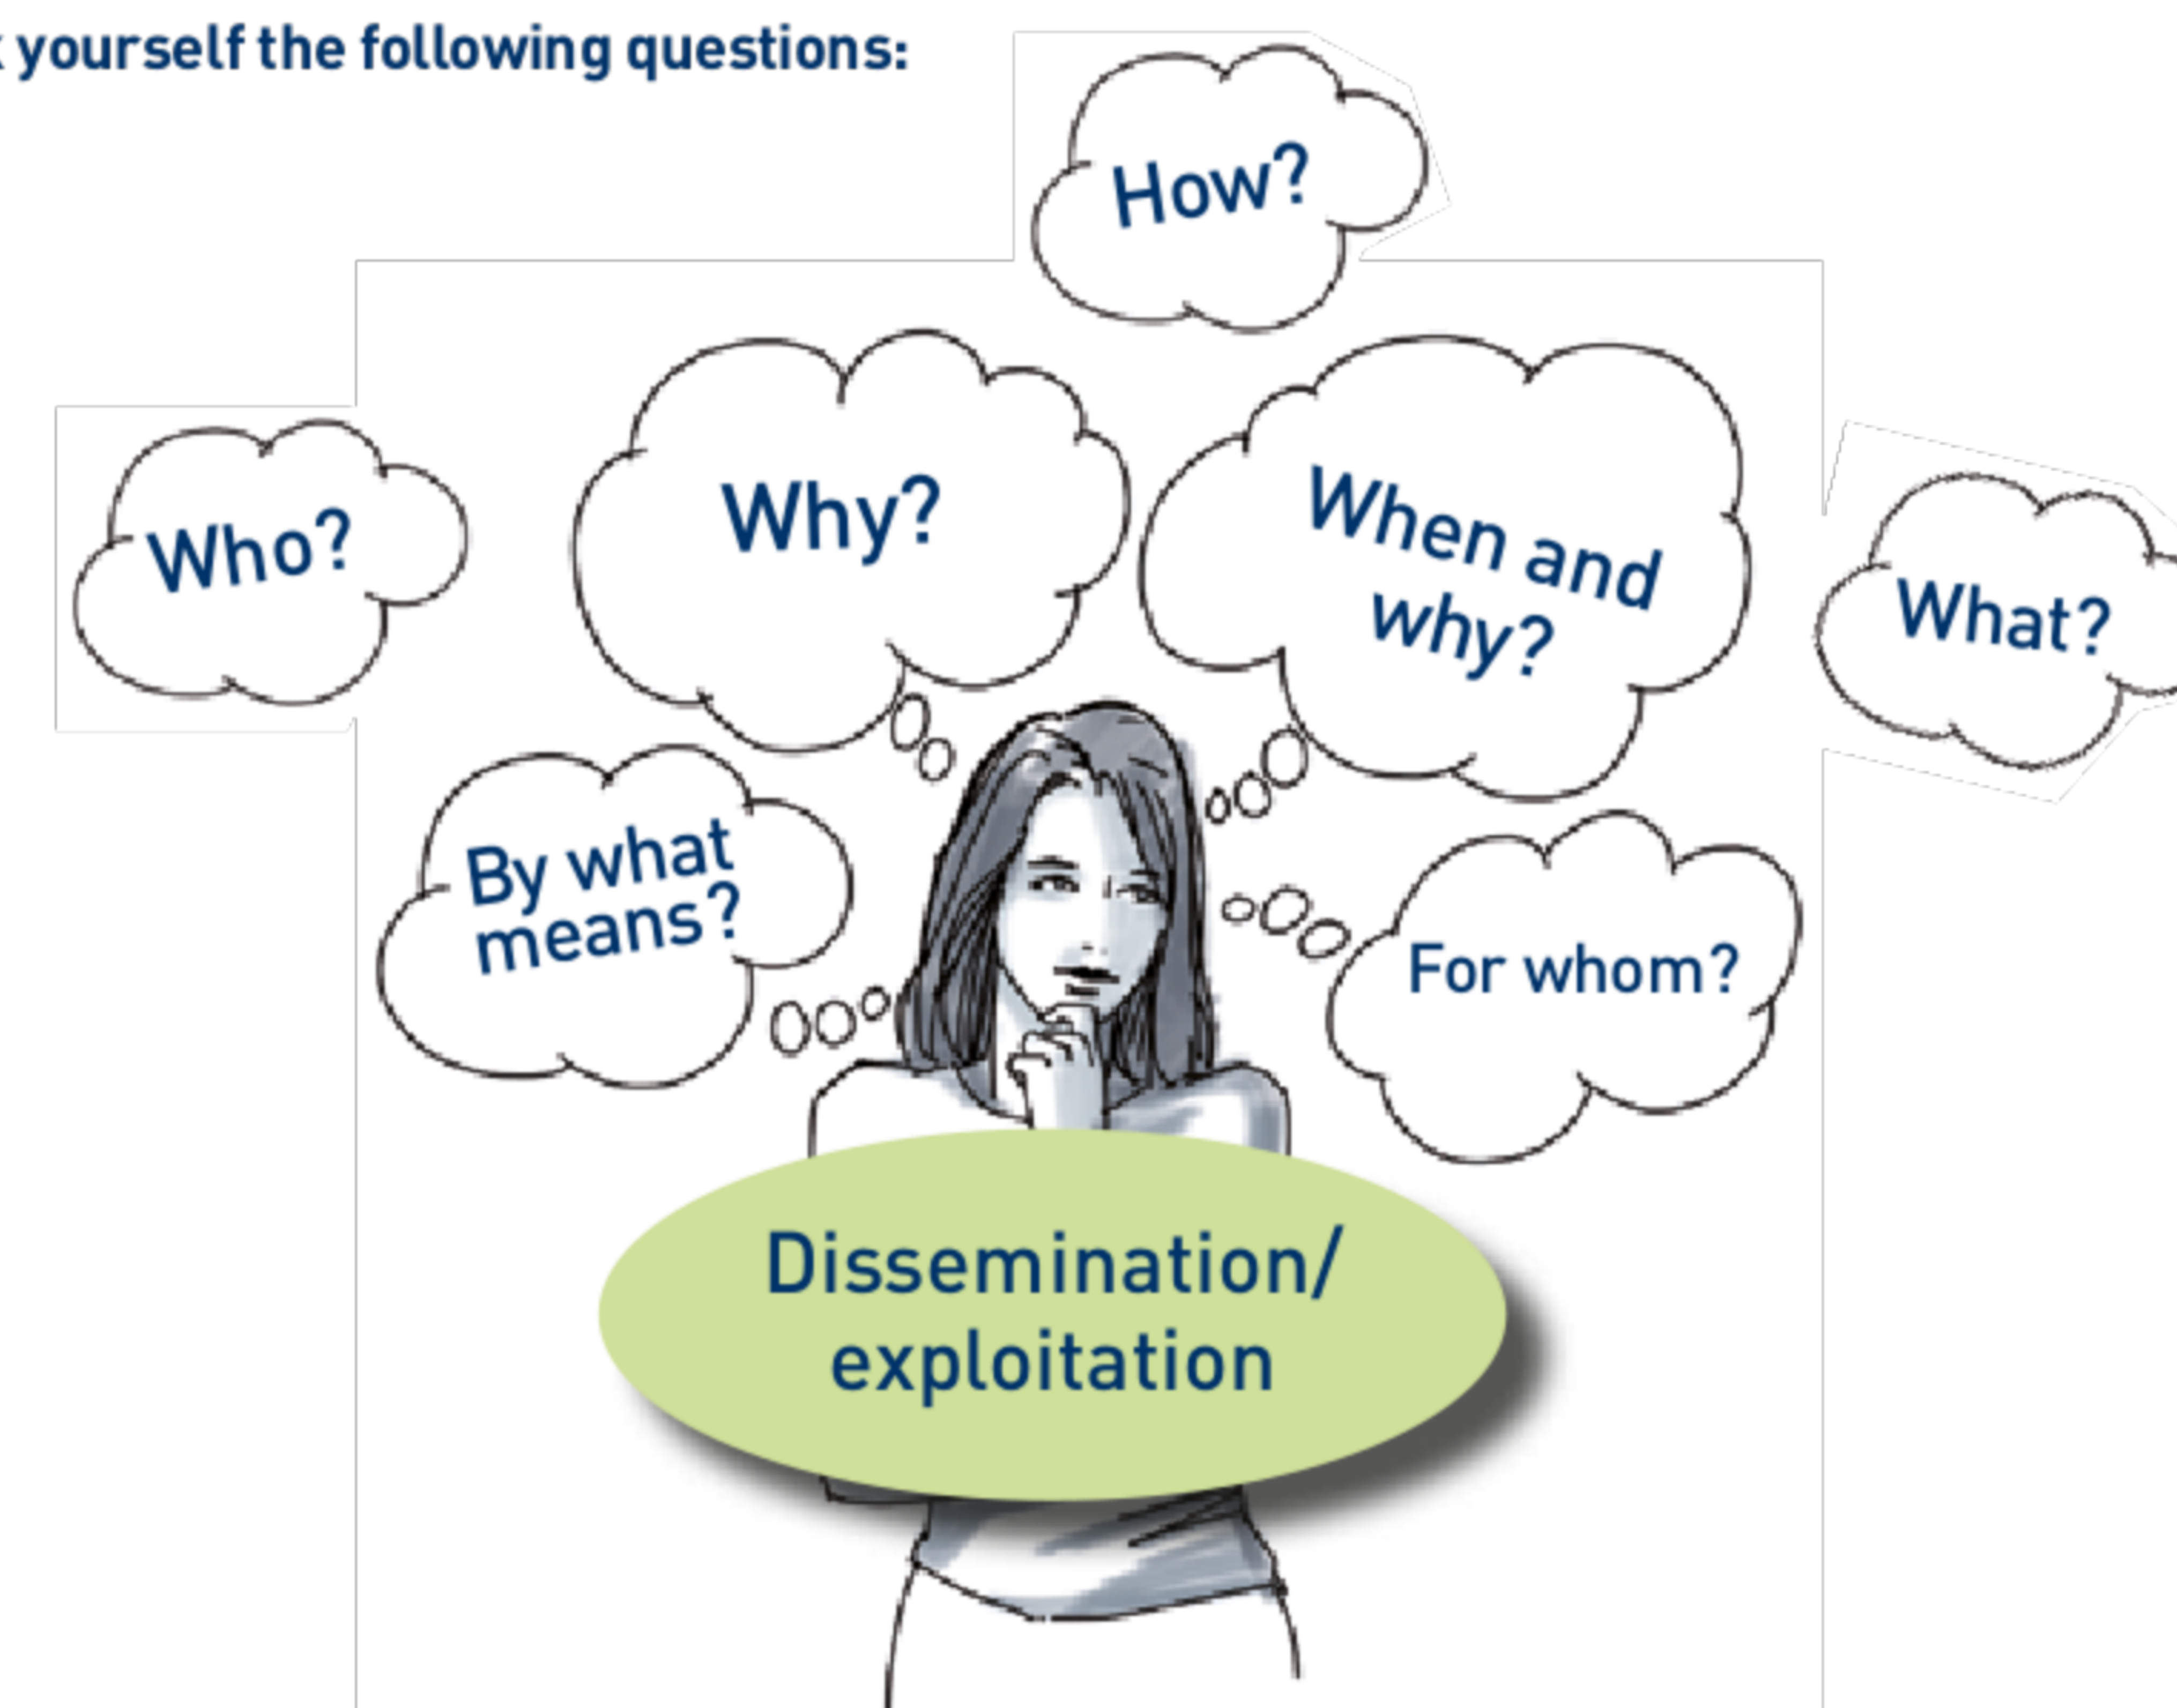 yourself the following questions:
How?
Who?
Why?
When and
why?
What?
By what
means?
For whom?
Dissemination/
exploitation